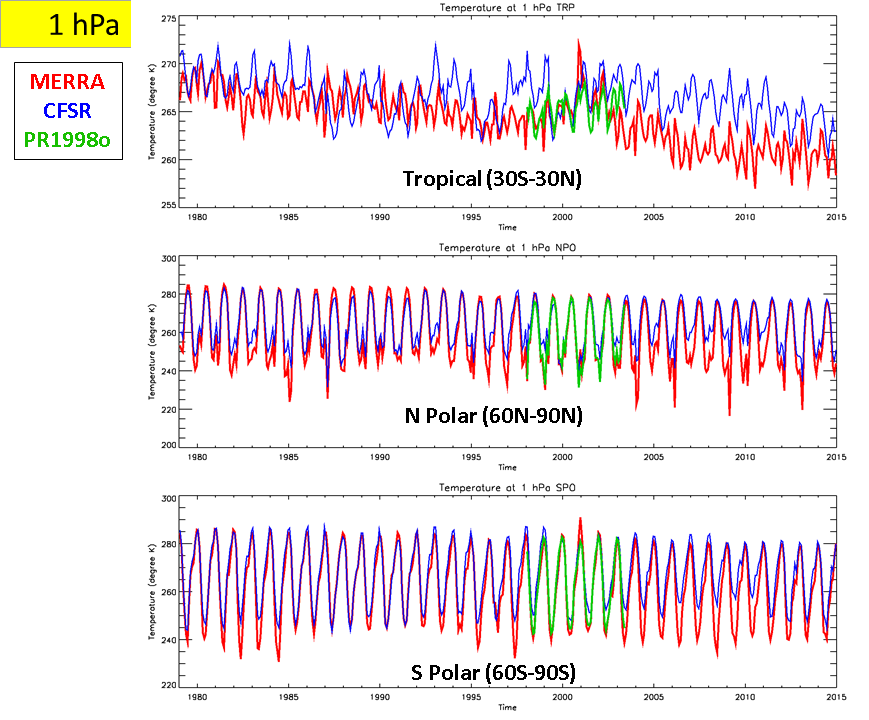 1 hPa
MERRA
CFSR
PR1998o
Temperature at 1 hPa TRP
Temperature (degree K)
275
270
265
260
255
Tropical (30S-30N)
1980 1985 1990 1995 2000 2005 2010 2015
Time
Temperature at 1 hPa NPO
Temperature (degree K)
300
280
260
240
220
200
N Polar (60N-90N)
1980 1985 1990 1995 2000 2005 2010 2015
Time
Temperature at 1 hPa SPO
Temperature (degree K)
300
280
260
240
220
S Polar (60S-90S)
1980 1985 1990 1995 2000 2005 2010 2015
Time